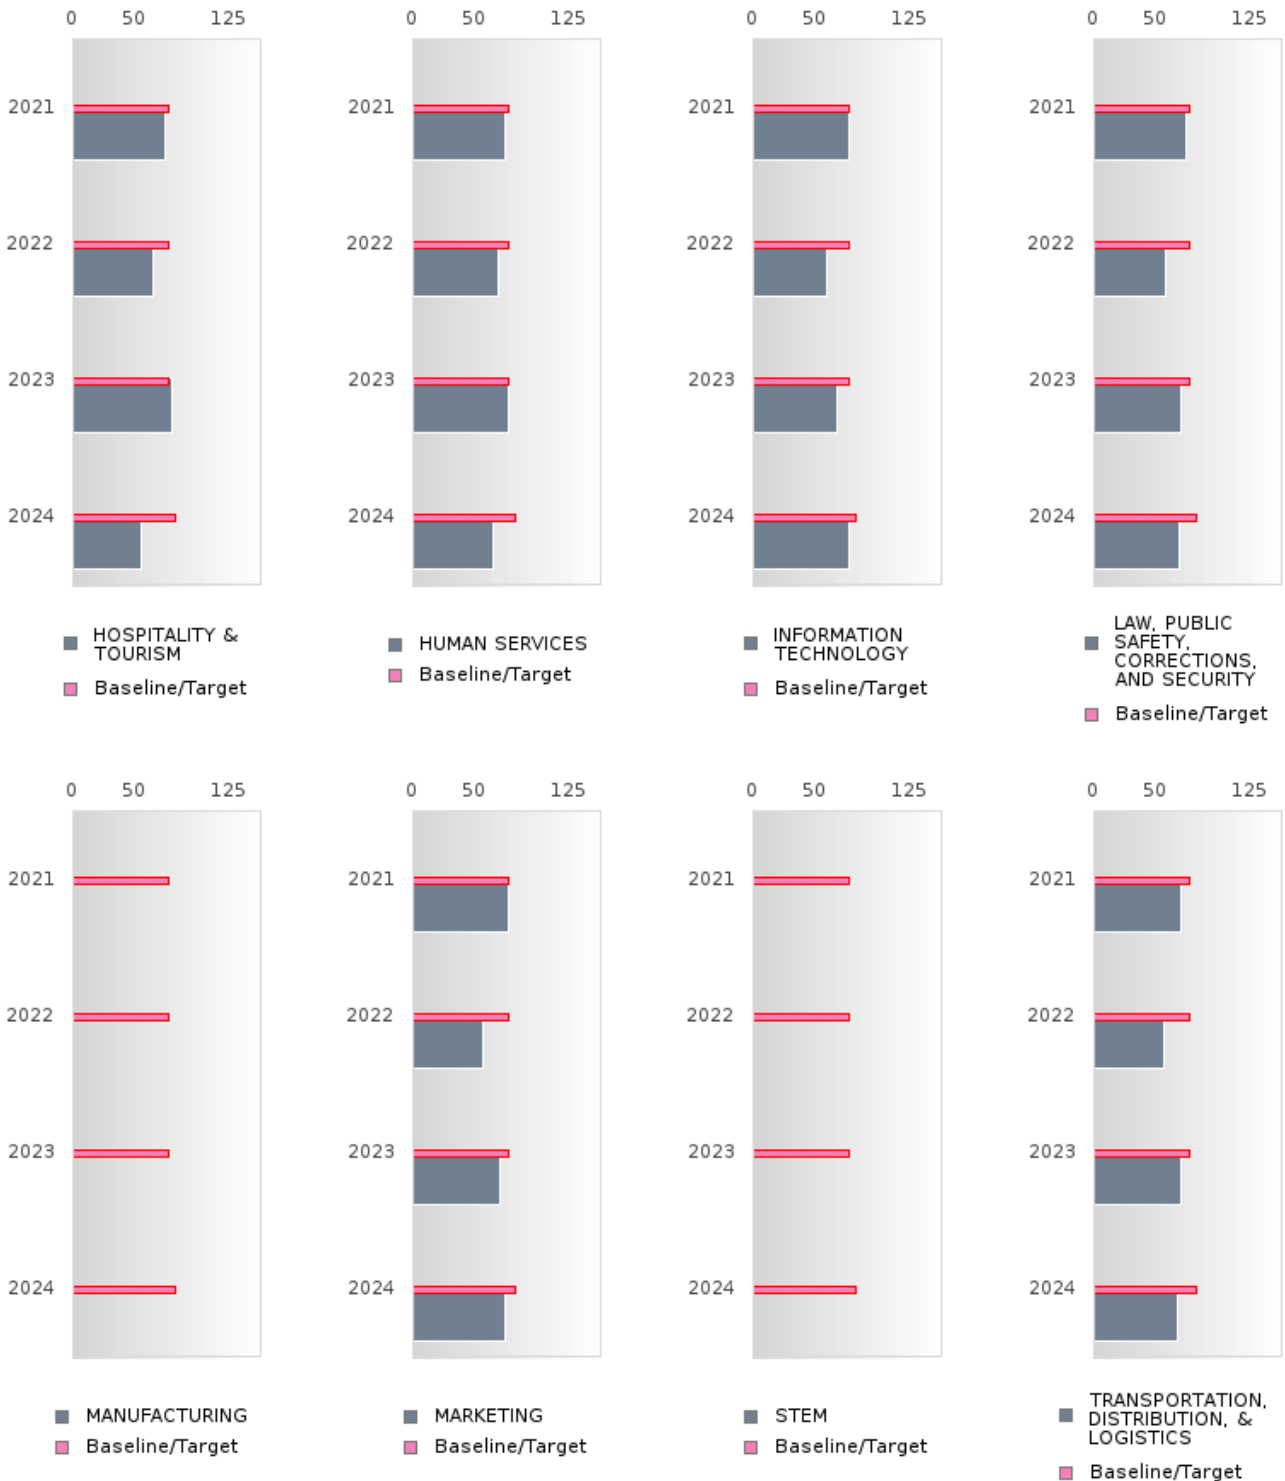 0 50 125
2021
2022
2023
2024
HOSPITALITY &
TOURISM
Baseline/Target
0 50 125
2021
2022
2023
2024
HUMAN SERVICES
Baseline/Target
0 50 125
2021
2022
2023
2024
INFORMATION
TECHNOLOGY
Baseline/Target
0 50 125
2021
2022
2023
2024
LAW, PUBLIC
SAFETY,
CORRECTIONS,
AND SECURITY
Baseline/Target
0 50 125
2021
2022
2023
2024
MANUFACTURING
Baseline/Target
0 50 125
2021
2022
2023
2024
MARKETING
Baseline/Target
0 50 125
2021
2022
2023
2024
STEM
Baseline/Target
0 50 125
2021
2022
2023
2024
TRANSPORTATION,
DISTRIBUTION, &
LOGISTICS
Baseline/Target